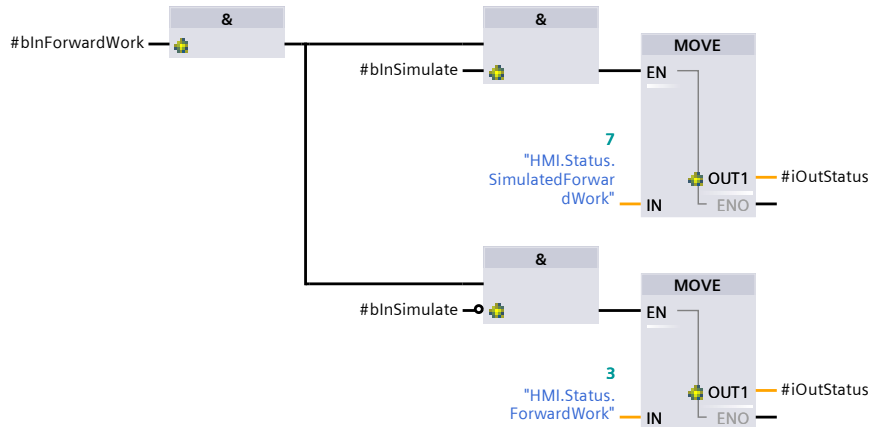 &
#bInForwardWork
&
#bInSimulate
MOVE
EN
7
"HMI.Status.
SimulatedForwar
dWork"
IN
OUT1
#iOutStatus
ENO
&
#bInSimulate
MOVE
EN
3
"HMI.Status.
ForwardWork"
IN
OUT1
#iOutStatus
ENO